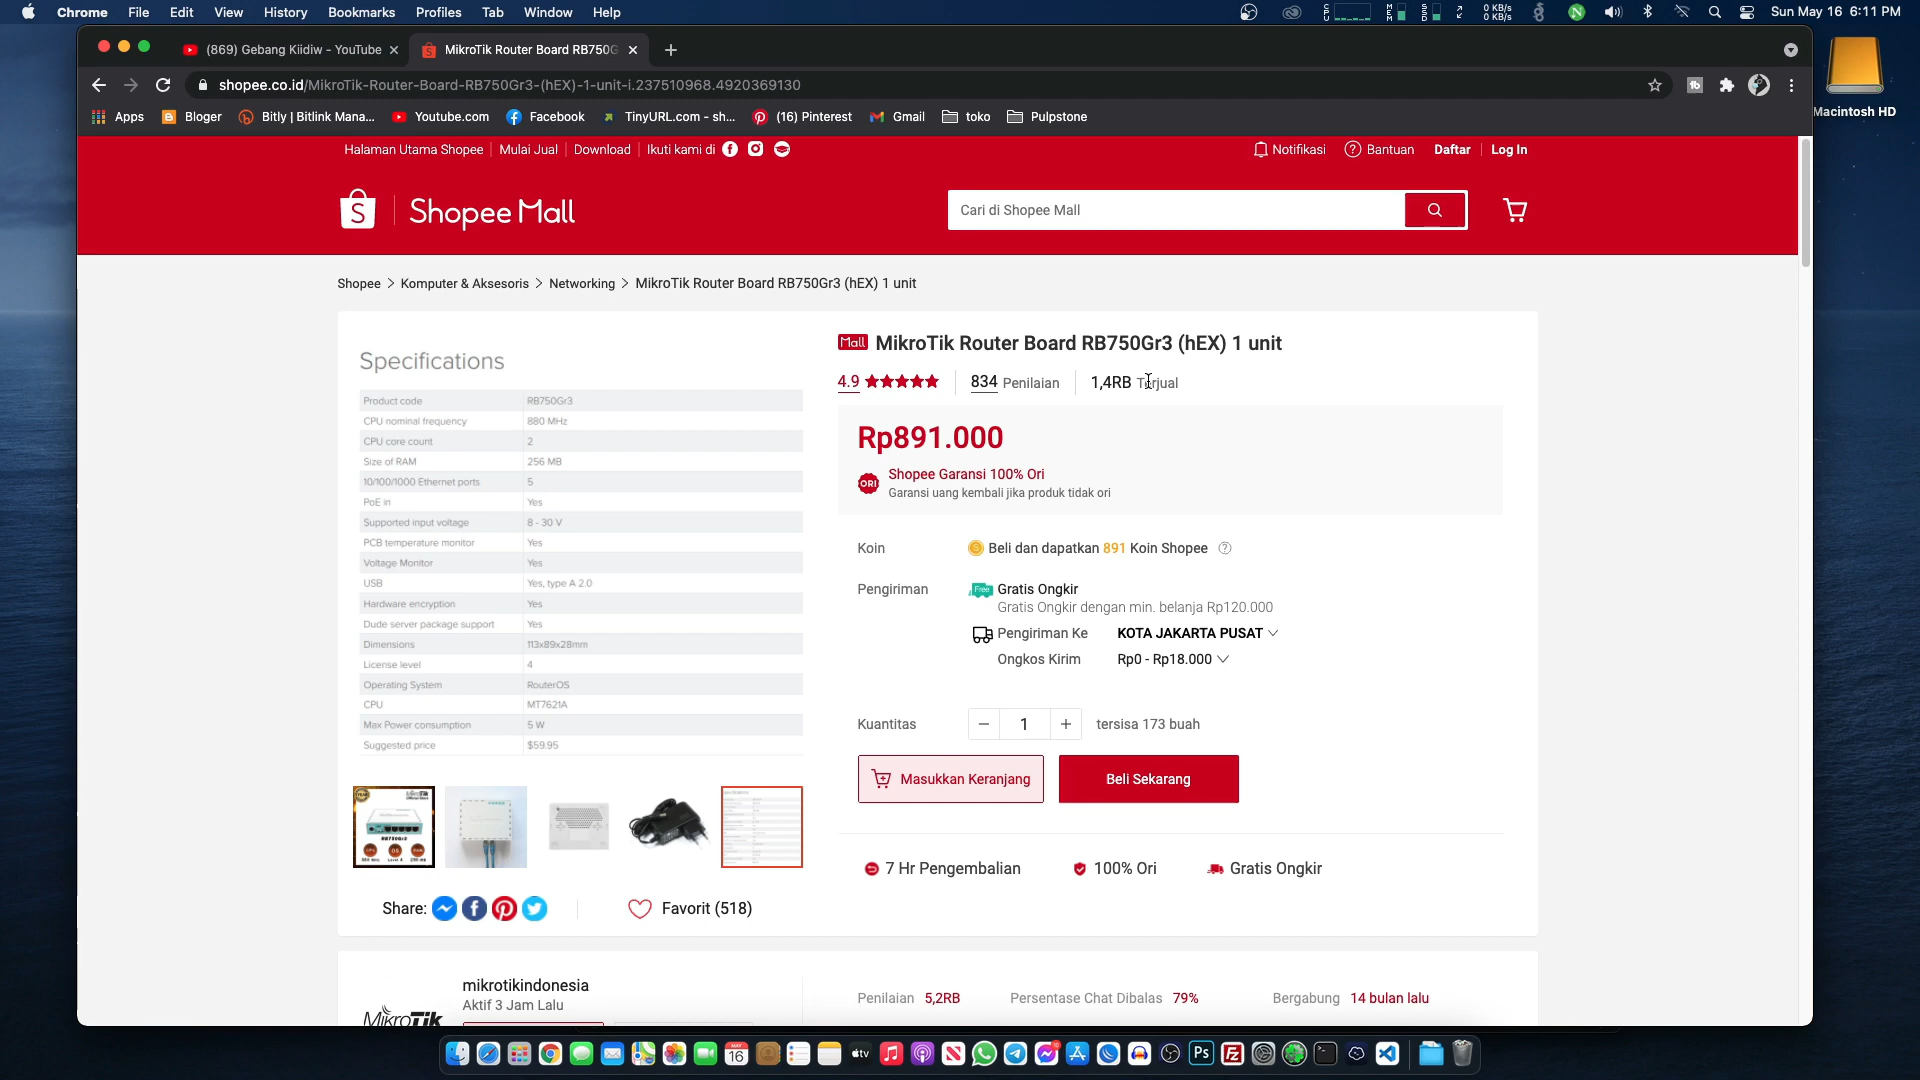 Chrome File Edit View History Bookmarks Profiles Tab Window Help
0 KB/s
0 KB/s
Sun May 16 6:11 PM
(869) Gebang Kiidiw - YouTube
MikroTik Router Board RB750G
Macintosh HD
shopee.co.id/MikroTik-Router-Board-RB750Gr3-(hEX)-1-unit-i.237510968.4920369130
Apps Bloger Bitly | Bitlink Mana... Youtube.com Facebook TinyURL.com - sh... (16) Pinterest Gmail toko Pulpstone
Halaman Utama Shopee Mulai Jual Download Ikuti kami di
Notifikasi Bantuan Daftar Log In
Shopee Mall
Cari di Shopee Mall
Shopee > Komputer & Aksesoris > Networking > MikroTik Router Board RB750Gr3 (hEX) 1 unit
Specifications
Product code RB750Gr3
CPU nominal frequency 880 MHz
CPU core count 2
Size of RAM 256 MB
10/100/1000 Ethernet ports 5
PoE in Yes
Supported input voltage 8 - 30 V
PCB temperature monitor Yes
Voltage Monitor Yes
USB Yes, type A 2.0
Hardware encryption Yes
Dude server package support Yes
Dimensions 113x89x28mm
License level 4
Operating System RouterOS
CPU MT7621A
Max Power consumption 5 W
Suggested price $59.95
RB750Gr3
Share:
Favorit (518)
Mall MikroTik Router Board RB750Gr3 (hEX) 1 unit
4.9 834 Penilaian 1,4RB Terjual
Rp891.000
ORI
Shopee Garansi 100% Ori
Garansi uang kembali jika produk tidak ori
Koin Beli dan dapatkan 891 Koin Shopee
Pengiriman Free Gratis Ongkir
Gratis Ongkir dengan min. belanja Rp120.000
Pengiriman Ke KOTA JAKARTA PUSAT
Ongkos Kirim Rp0 - Rp18.000
Kuantitas 1 tersisa 173 buah
Masukkan Keranjang Beli Sekarang
7 Hr Pengembalian 100% Ori Gratis Ongkir
mikrotikindonesia
Aktif 3 Jam Lalu
MikroTik
Penilaian 5,2RB Persentase Chat Dibalas 79% Bergabung 14 bulan lalu
MAY
16
tv
Ps